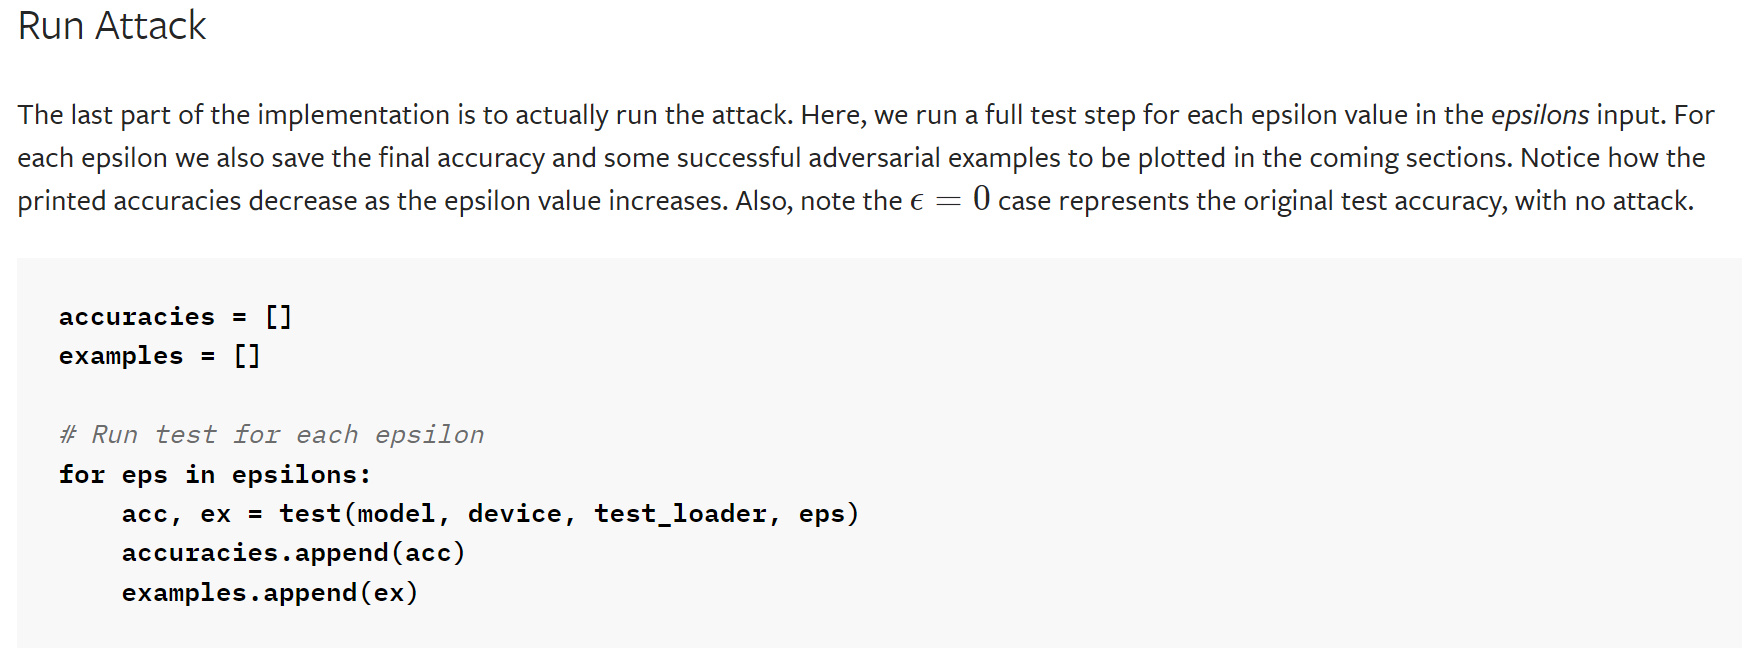 Run Attack
The last part of the implementation is to actually run the attack. Here, we run a full test step for each epsilon value in the epsilons input. For
each epsilon we also save the final accuracy and some successful adversarial examples to be plotted in the coming sections. Notice how the
printed accuracies decrease as the epsilon value increases. Also, note the ϵ = 0 case represents the original test accuracy, with no attack.
accuracies = []
examples = []
# Run test for each epsilon
for eps in epsilons:
    acc, ex = test(model, device, test_loader, eps)
    accuracies.append(acc)
    examples.append(ex)